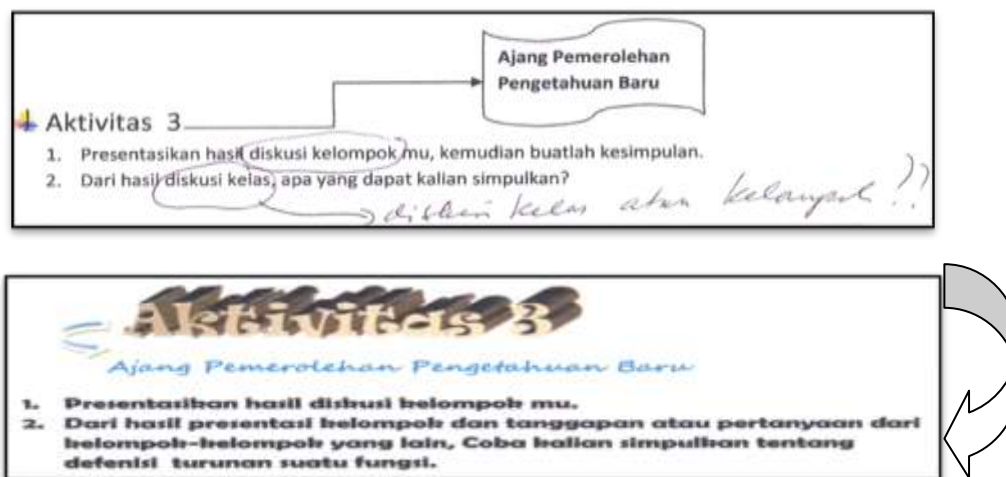 Ajang Pemerolehan
Pengetahuan Baru
Aktivitas 3
1. Presentasikan hasil diskusi kelompok mu, kemudian buatlah kesimpulan.
2. Dari hasil diskusi kelas, apa yang dapat kalian simpulkan?
diskusi kelas atau kelompok !??
Aktivitas 3
Ajang Pemerolehan Pengetahuan Baru
1. Presentasikan hasil diskusi kelompok mu.
2. Dari hasil presentasi kelompok dan tanggapan atau pertanyaan dari
kelompok-kelompok yang lain, Coba kalian simpulkan tentang
defenisi turunan suatu fungsi.